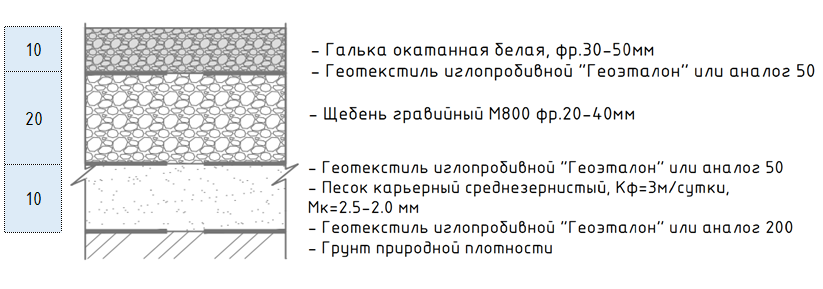 10
– Галька окатанная белая, фр.30–50мм
– Геотекстиль иглопробивной "Геоэталон" или аналог 50
20
– Щебень гравийный М800 фр.20–40мм
– Геотекстиль иглопробивной "Геоэталон" или аналог 50
10
– Песок карьерный среднезернистый, Кф=3м/сутки,
Мк=2.5–2.0 мм
– Геотекстиль иглопробивной "Геоэталон" или аналог 200
– Грунт природной плотности